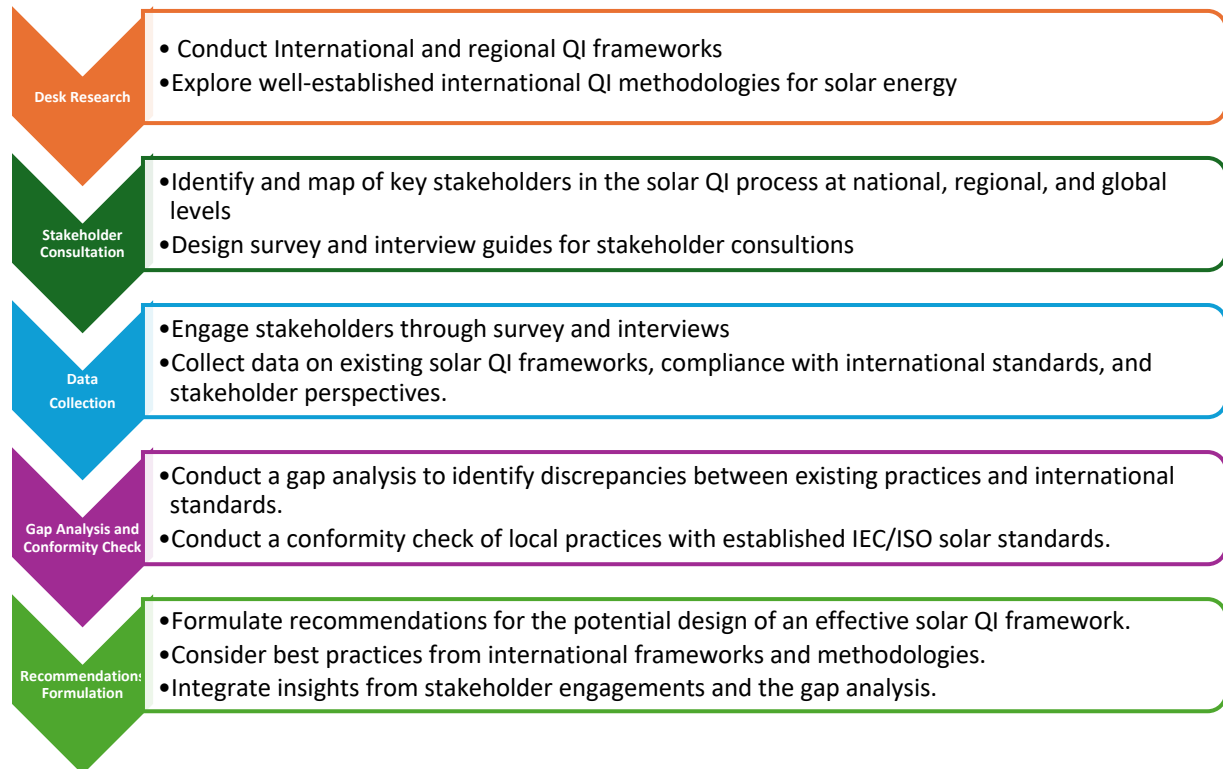 Desk Research
• Conduct International and regional QI frameworks
•Explore well-established international QI methodologies for solar energy
Stakeholder
Consultation
•Identify and map of key stakeholders in the solar QI process at national, regional, and global
levels
•Design survey and interview guides for stakeholder consultions
Data
Collection
•Engage stakeholders through survey and interviews
•Collect data on existing solar QI frameworks, compliance with international standards, and
stakeholder perspectives.
Gap Analysis and
Conformity Check
•Conduct a gap analysis to identify discrepancies between existing practices and international
standards.
•Conduct a conformity check of local practices with established IEC/ISO solar standards.
Recommendations
Formulation
•Formulate recommendations for the potential design of an effective solar QI framework.
•Consider best practices from international frameworks and methodologies.
•Integrate insights from stakeholder engagements and the gap analysis.